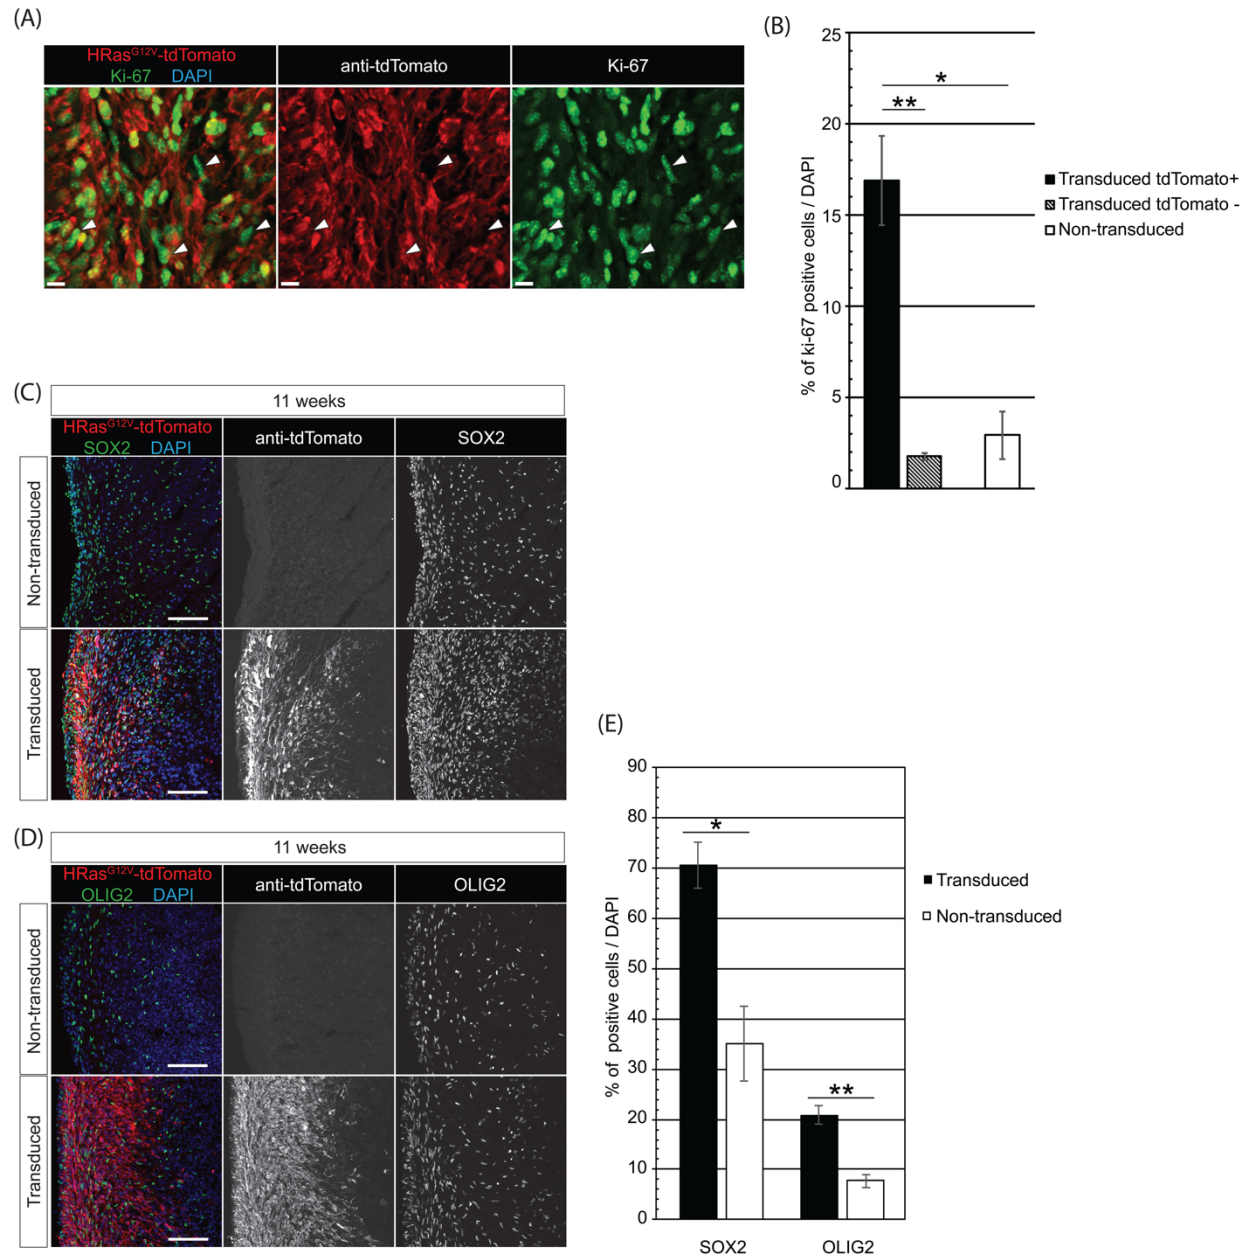 (A)
HRasG12V-tdTomato
Ki-67 DAPI
anti-tdTomato
Ki-67
(B)
25
20
15
10
5
0
% of ki-67 positive cells / DAPI
*
**
Transduced tdTomato+
Transduced tdTomato -
Non-transduced
(C)
11 weeks
HRasG12V-tdTomato
SOX2 DAPI
anti-tdTomato
SOX2
Non-transduced
Transduced
(D)
11 weeks
HRasG12V-tdTomato
OLIG2 DAPI
anti-tdTomato
OLIG2
Non-transduced
Transduced
(E)
90
80
70
60
50
40
30
20
10
0
% of positive cells / DAPI
*
**
SOX2
OLIG2
Transduced
Non-transduced